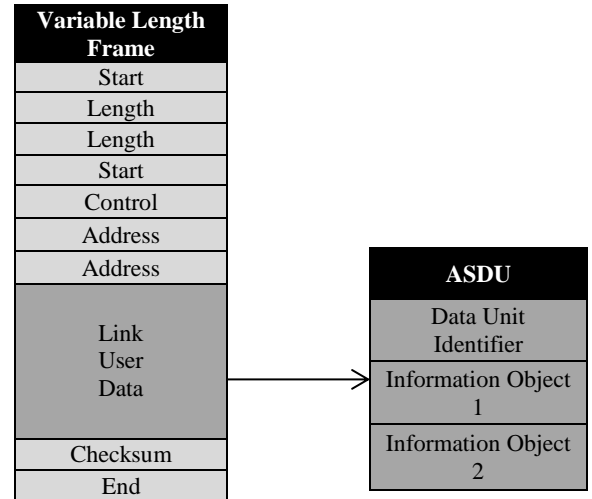 Variable Length
Frame
Start
Length
Length
Start
Control
Address
Address
Link
User
Data
Checksum
End
ASDU
Data Unit
Identifier
Information Object
1
Information Object
2